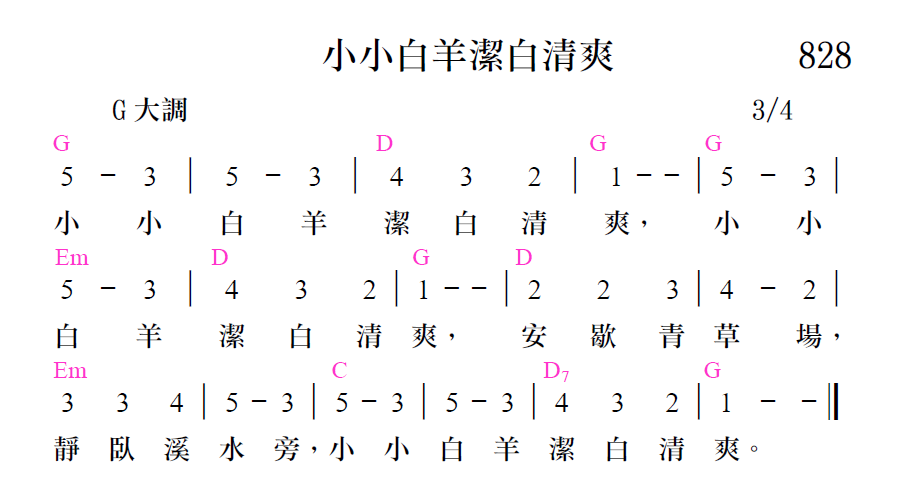 小小白羊潔白清爽 828
G 大調 3/4
G D G G
5 － 3 | 5 － 3 | 4 3 2 | 1 － － | 5 － 3 |
小 小 白 羊 潔 白 清 爽， 小 小
Em D G D
5 － 3 | 4 3 2 | 1 － － | 2 2 3 | 4 － 2 |
白 羊 潔 白 清 爽， 安 歇 青 草 場，
Em C D7 G
3 3 4 | 5 － 3 | 5 － 3 | 5 － 3 | 4 3 2 | 1 － － ||
靜 臥 溪 水 旁，小 小 白 羊 潔 白 清 爽。